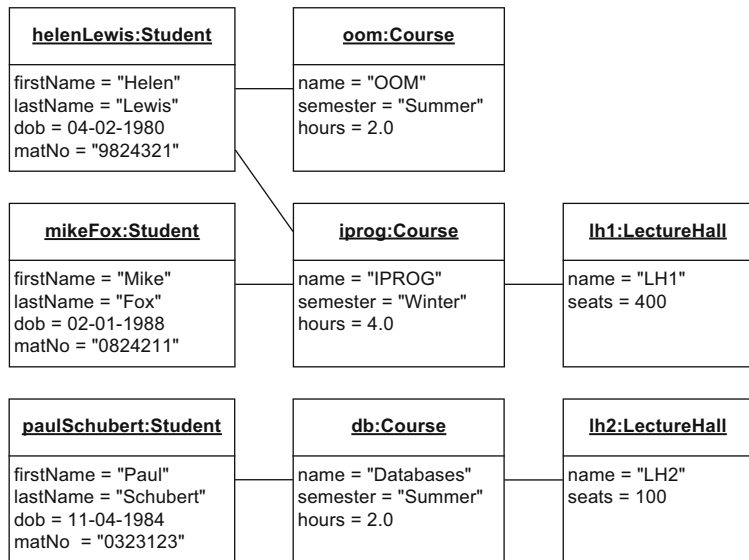 helenLewis:Student
firstName = "Helen"
lastName = "Lewis"
dob = 04-02-1980
matNo = "9824321"
oom:Course
name = "OOM"
semester = "Summer"
hours = 2.0
mikeFox:Student
firstName = "Mike"
lastName = "Fox"
dob = 02-01-1988
matNo = "0824211"
iprog:Course
name = "IPROG"
semester = "Winter"
hours = 4.0
lh1:LectureHall
name = "LH1"
seats = 400
paulSchubert:Student
firstName = "Paul"
lastName = "Schubert"
dob = 11-04-1984
matNo = "0323123"
db:Course
name = "Databases"
semester = "Summer"
hours = 2.0
lh2:LectureHall
name = "LH2"
seats = 100